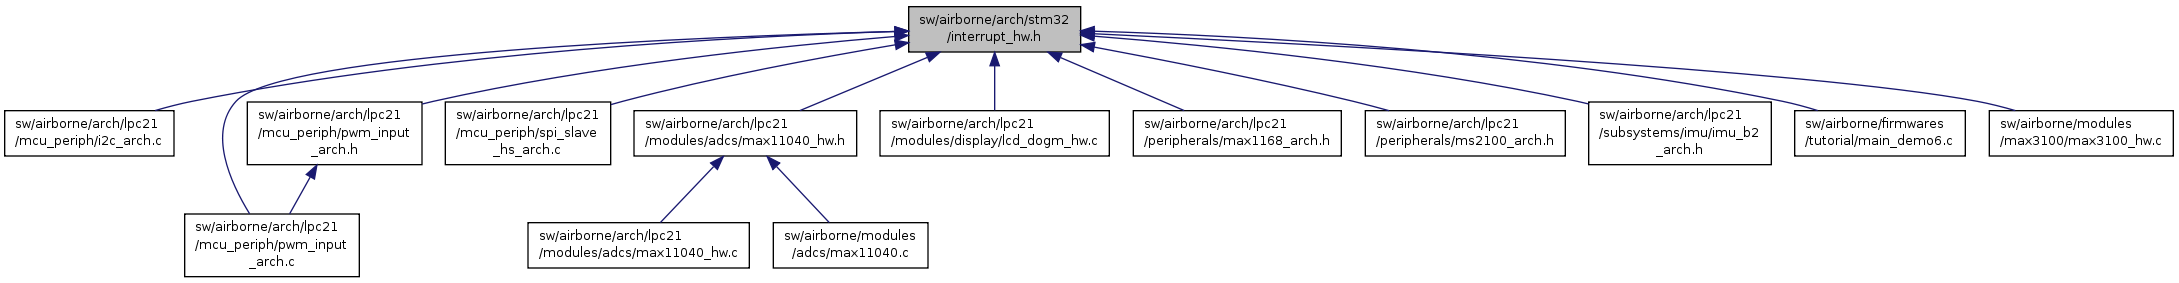 sw/airborne/arch/stm32
/interrupt_hw.h
sw/airborne/arch/lpc21
/mcu_periph/i2c_arch.c
sw/airborne/arch/lpc21
/mcu_periph/pwm_input
_arch.h
sw/airborne/arch/lpc21
/mcu_periph/spi_slave
_hs_arch.c
sw/airborne/arch/lpc21
/modules/adcs/max11040_hw.h
sw/airborne/arch/lpc21
/modules/display/lcd_dogm_hw.c
sw/airborne/arch/lpc21
/peripherals/max1168_arch.h
sw/airborne/arch/lpc21
/peripherals/ms2100_arch.h
sw/airborne/arch/lpc21
/subsystems/imu/imu_b2
_arch.h
sw/airborne/firmwares
/tutorial/main_demo6.c
sw/airborne/modules
/max3100/max3100_hw.c
sw/airborne/arch/lpc21
/mcu_periph/pwm_input
_arch.c
sw/airborne/arch/lpc21
/modules/adcs/max11040_hw.c
sw/airborne/modules
/adcs/max11040.c